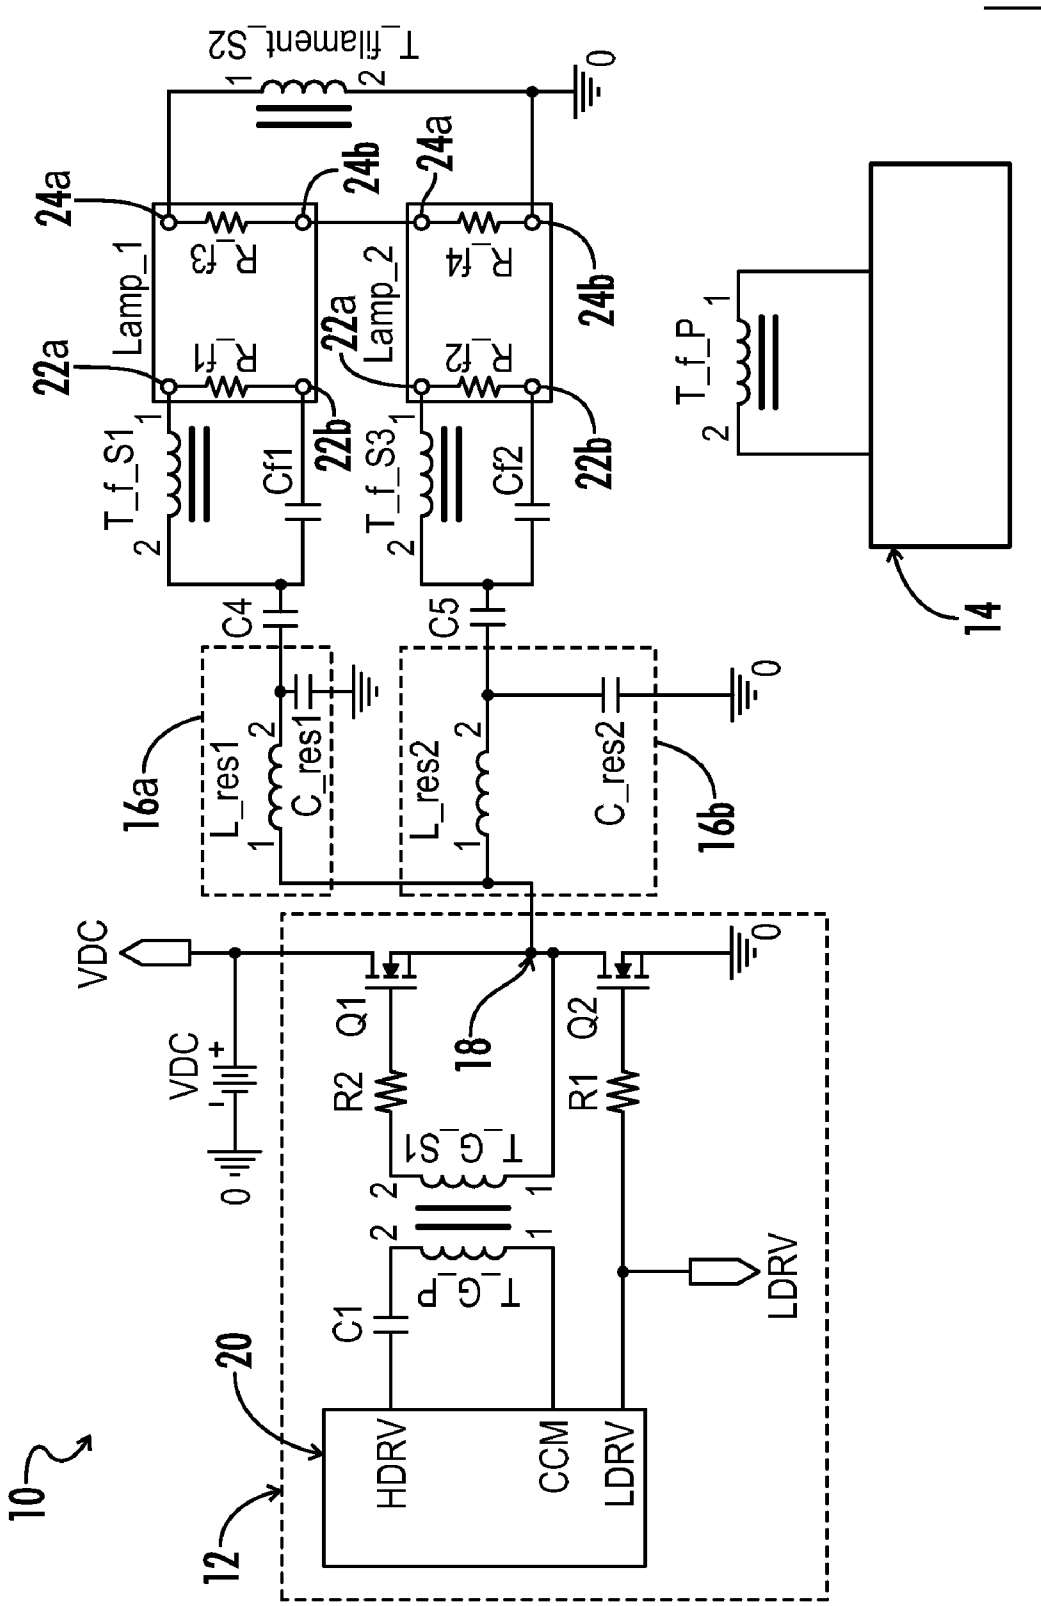 10
12
20
HDRV
CCM
LDRV
C1
T_G_P
2
1
T_G_S1
2
1
LDRV
R2
R1
Q1
Q2
18
0
VDC
+
-
VDC
0
16a
L_res1
1
2
C_res1
L_res2
1
2
C_res2
16b
0
C4
C5
T_f_S1
2
1
Cf1
T_f_S3
2
1
Cf2
22a
22b
22a
22b
Lamp_1
R_f1
R_f3
Lamp_2
R_f2
R_f4
24a
24b
24a
24b
T_filament_S2
1
2
0
T_f_P
2
1
14